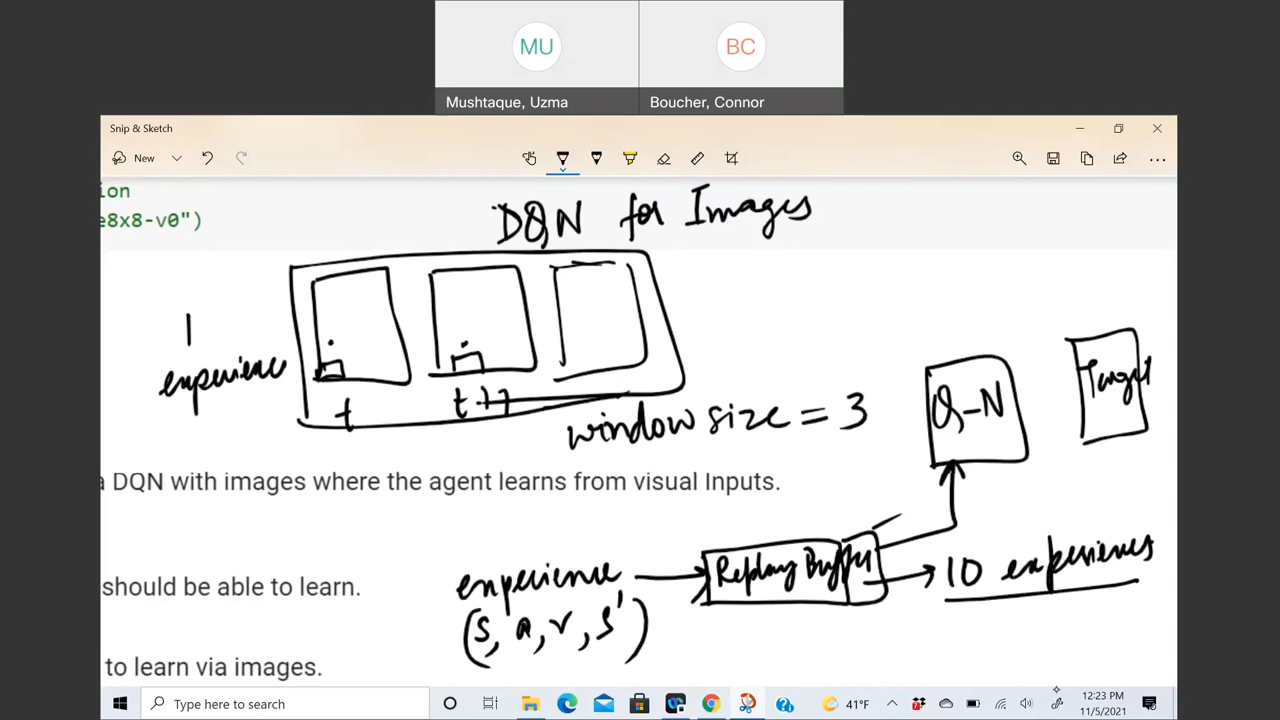 MU
BC
Mushtaque, Uzma
Boucher, Connor
Snip & Sketch
New
ion
e8x8-v0")
DQN for Images
1
experience
t
t+1
window size = 3
Q-N
Target
a DQN with images where the agent learns from visual Inputs.
experience
Replay Buffer
10 experiences
should be able to learn.
(s, a, r, s')
to learn via images.
Type here to search
41°F
12:23 PM
11/5/2021